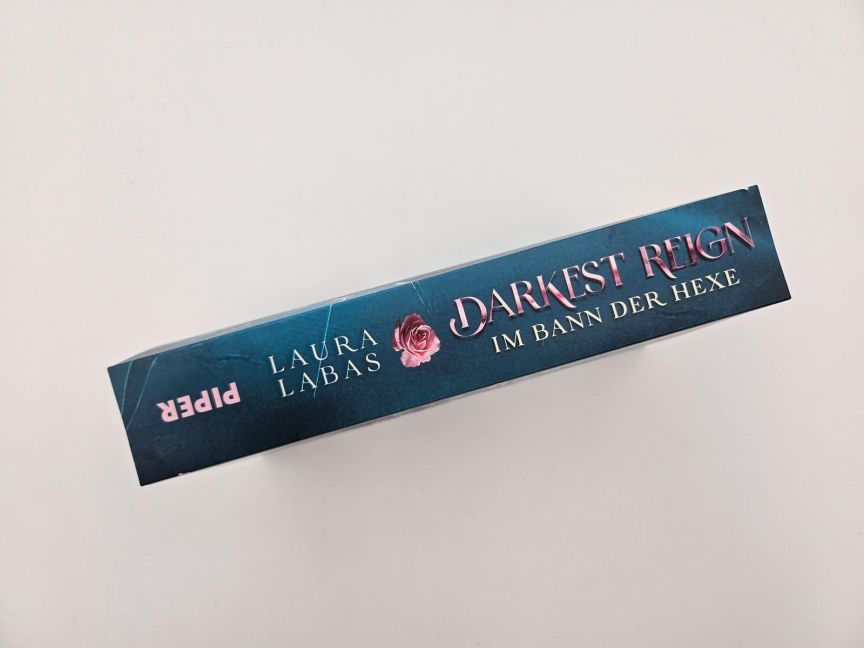 PIPER
LAURA
LABAS
DARKEST REIGN
IM BANN DER HEXE